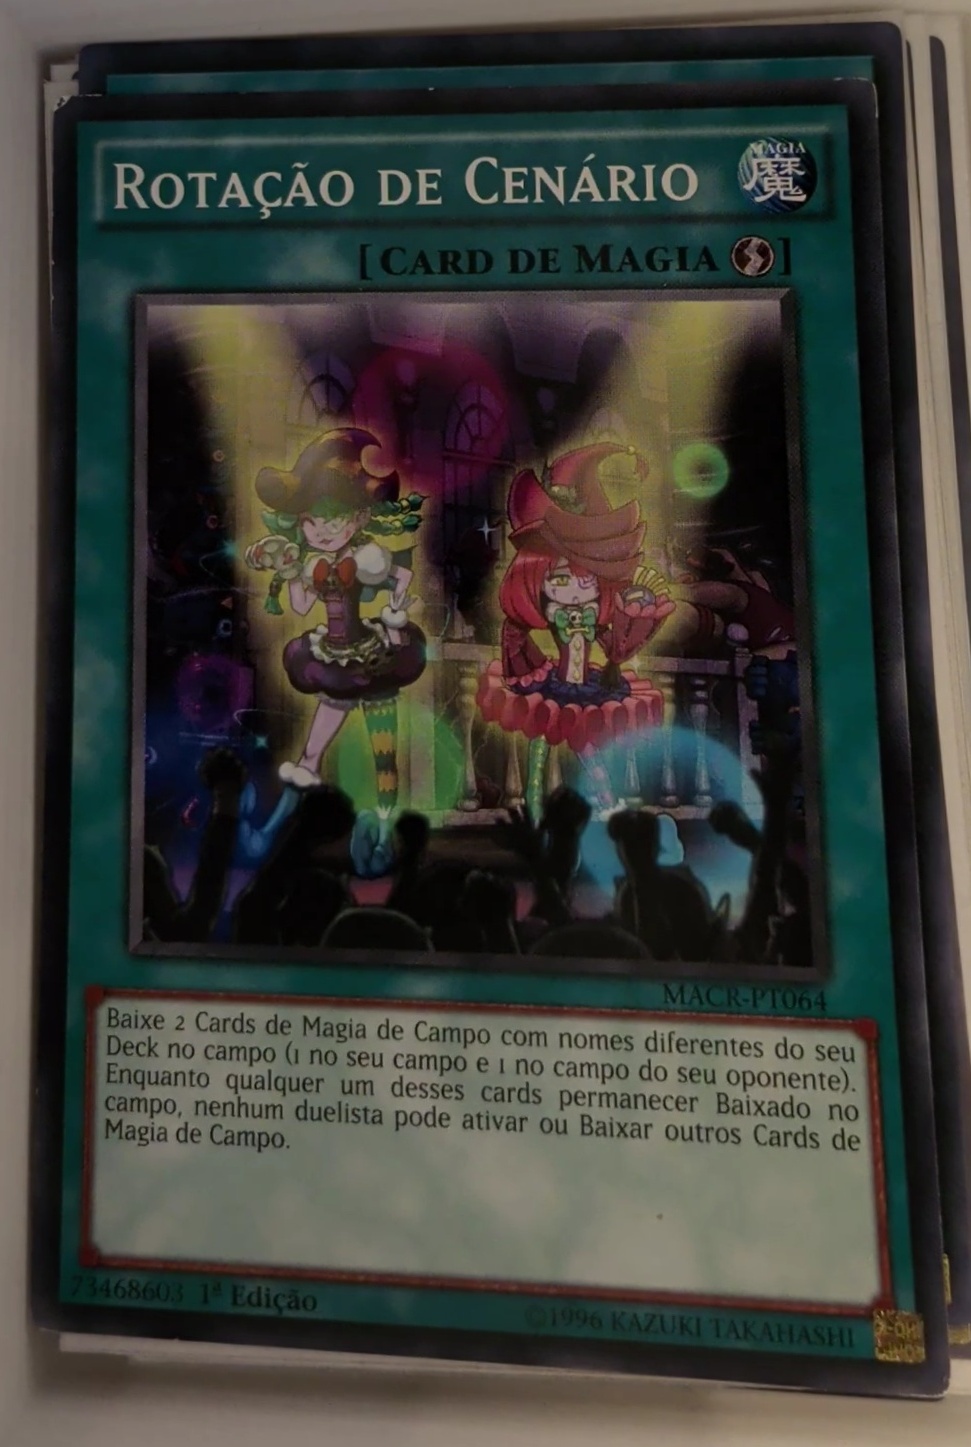 ROTAÇÃO DE CENÁRIO
MAGIA
魔
[CARD DE MAGIA]
MACR-PT064
Baixe 2 Cards de Magia de Campo com nomes diferentes do seu
Deck no campo (1 no seu campo e 1 no campo do seu oponente).
Enquanto qualquer um desses cards permanecer Baixado no
campo, nenhum duelista pode ativar ou Baixar outros Cards de
Magia de Campo.
73468603 1ª Edição
©1996 KAZUKI TAKAHASHI